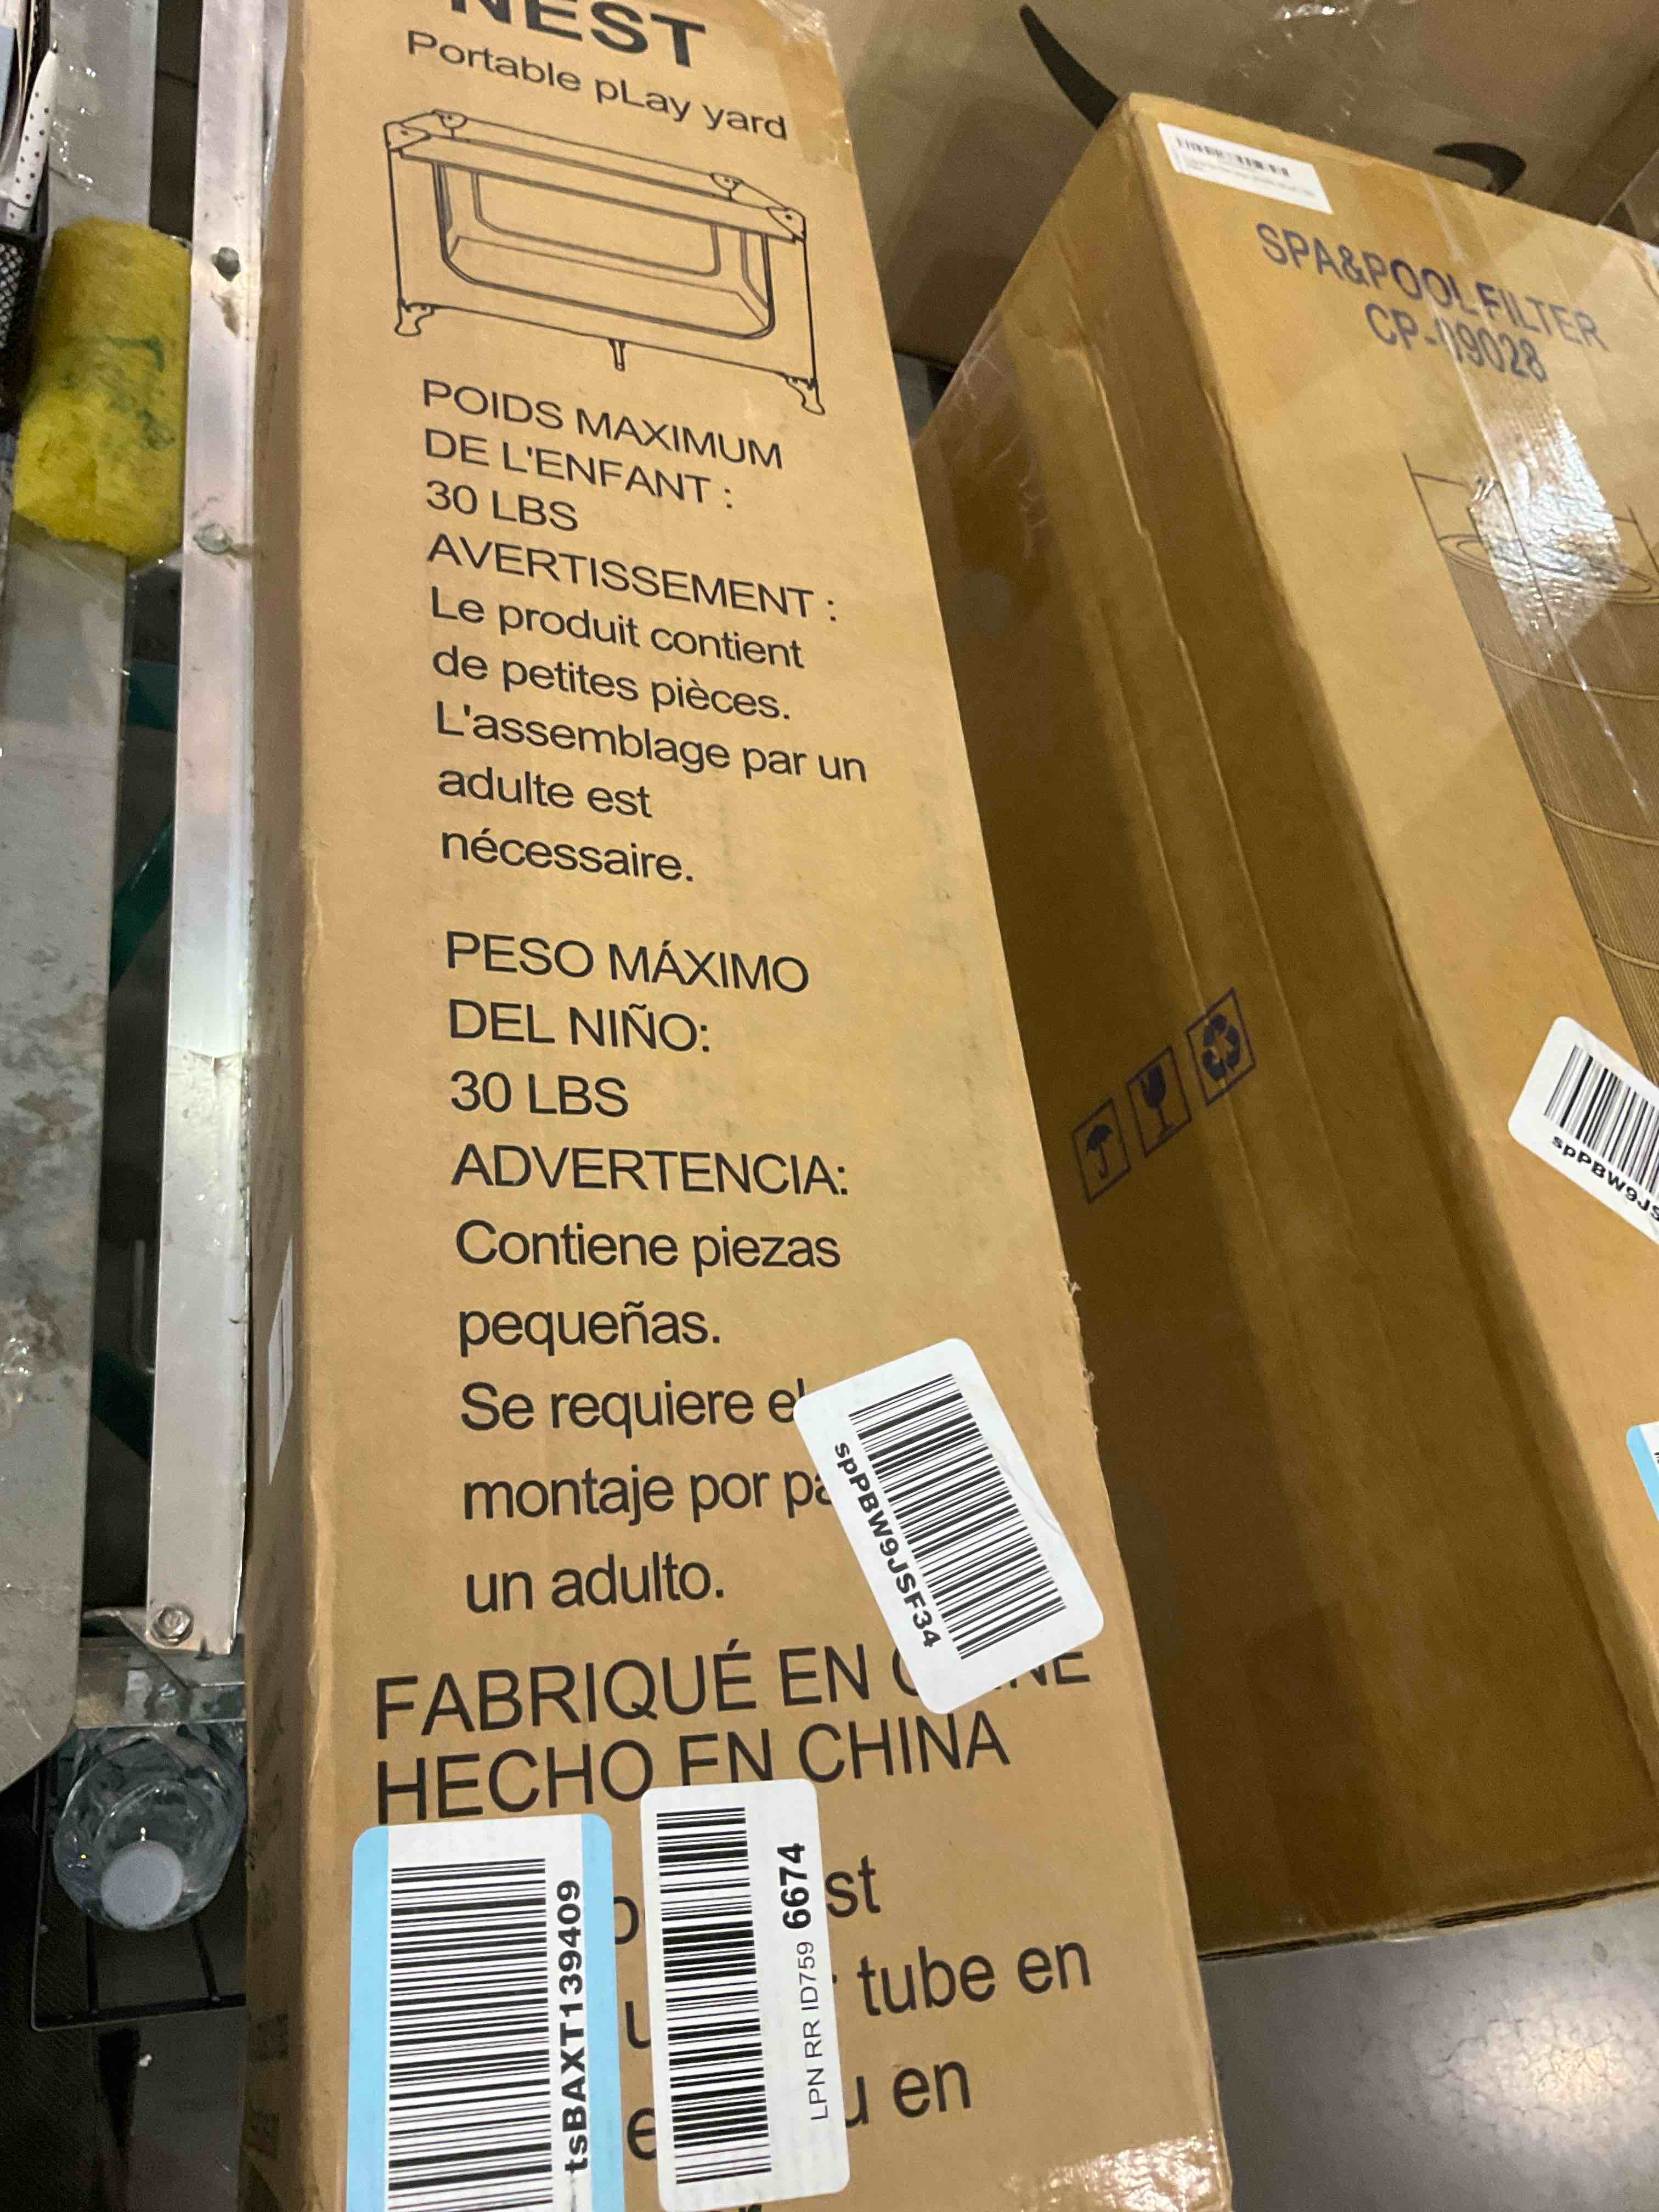 NEST
Portable pLay yard
POIDS MAXIMUM
DE L'ENFANT :
30 LBS
AVERTISSEMENT :
Le produit contient
de petites pièces.
L'assemblage par un
adulte est
nécessaire.
PESO MÁXIMO
DEL NIÑO:
30 LBS
ADVERTENCIA:
Contiene piezas
pequeñas.
Se requiere el
montaje por
un adulto.
FABRIQUÉ EN
HECHO EN CHINA
st
tube en
en
spPBW9JSF34
tsBAXT139409
LPN RR ID759 6674
SPA&POOL FILTER
CP-09028
spPBW9JS